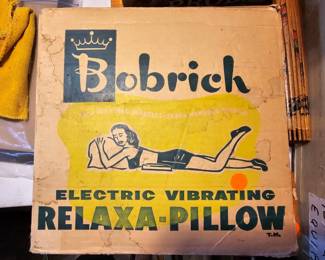 Bobrich
ELECTRIC VIBRATING
RELAXA-PILLOW
T.M.